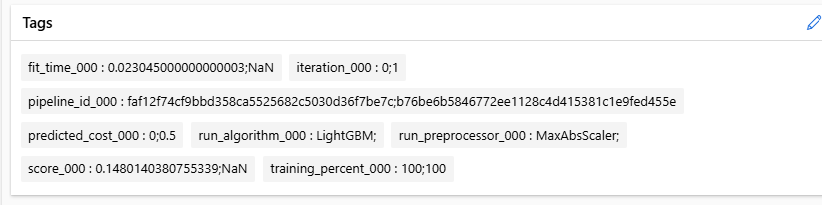 Tags
fit_time_000 : 0.023045000000000003;NaN iteration_000 : 0;1
pipeline_id_000 : faf12f74cf9bbd358ca5525682c5030d36f7be7c;b76be6b5846772ee1128c4d415381c1e9fed455e
predicted_cost_000 : 0;0.5 run_algorithm_000 : LightGBM; run_preprocessor_000 : MaxAbsScaler;
score_000 : 0.1480140380755339;NaN training_percent_000 : 100;100